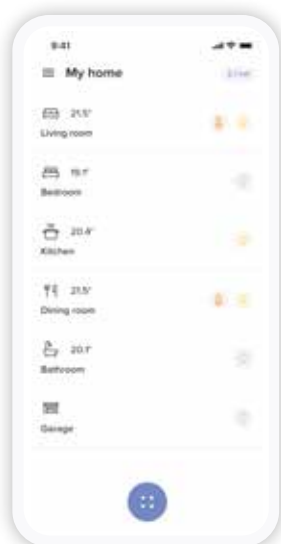 9:41
My home
21.5°
Living room
19.1°
Bedroom
20.4°
Kitchen
21.5°
Dining room
20.1°
Bathroom
Garage